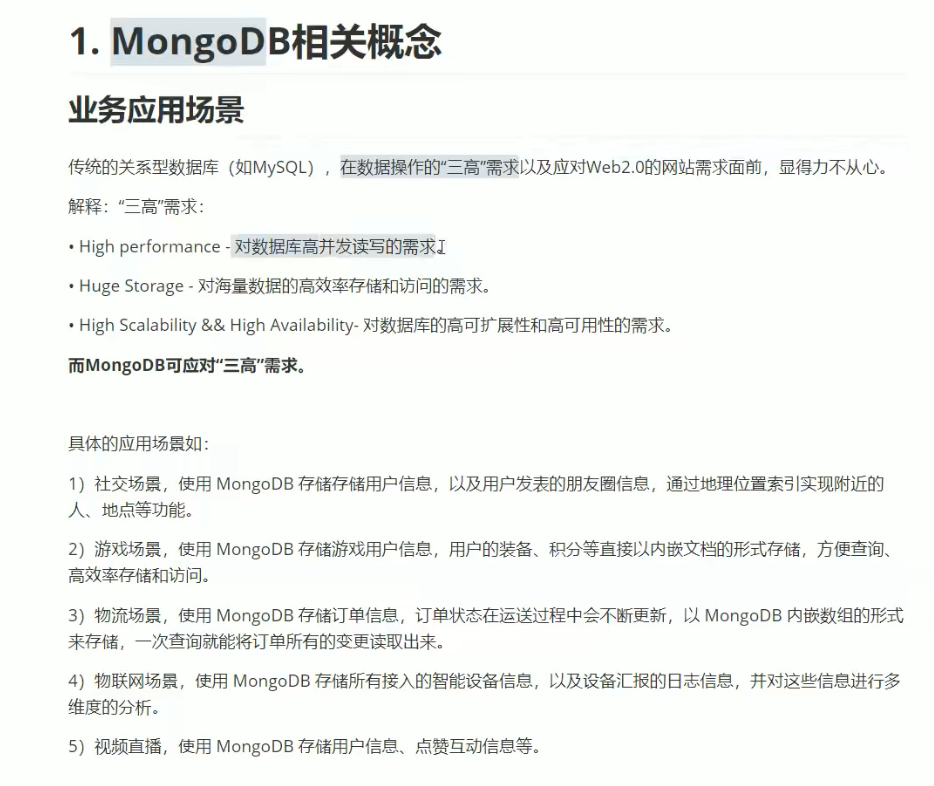 1. MongoDB相关概念
业务应用场景
传统的关系型数据库（如MySQL），在数据操作的“三高”需求以及应对Web2.0的网站需求面前，显得力不从心。
解释：“三高”需求：
• High performance - 对数据库高并发读写的需求。
• Huge Storage - 对海量数据的高效率存储和访问的需求。
• High Scalability && High Availability- 对数据库的高可扩展性和高可用性的需求。
而MongoDB可应对“三高”需求。
具体的应用场景如：
1）社交场景，使用 MongoDB 存储存储用户信息，以及用户发表的朋友圈信息，通过地理位置索引实现附近的
人、地点等功能。
2）游戏场景，使用 MongoDB 存储游戏用户信息，用户的装备、积分等直接以内嵌文档的形式存储，方便查询、
高效率存储和访问。
3）物流场景，使用 MongoDB 存储订单信息，订单状态在运送过程中会不断更新，以 MongoDB 内嵌数组的形式
来存储，一次查询就能将订单所有的变更读取出来。
4）物联网场景，使用 MongoDB 存储所有接入的智能设备信息，以及设备汇报的日志信息，并对这些信息进行多
维度的分析。
5）视频直播，使用 MongoDB 存储用户信息、点赞互动信息等。